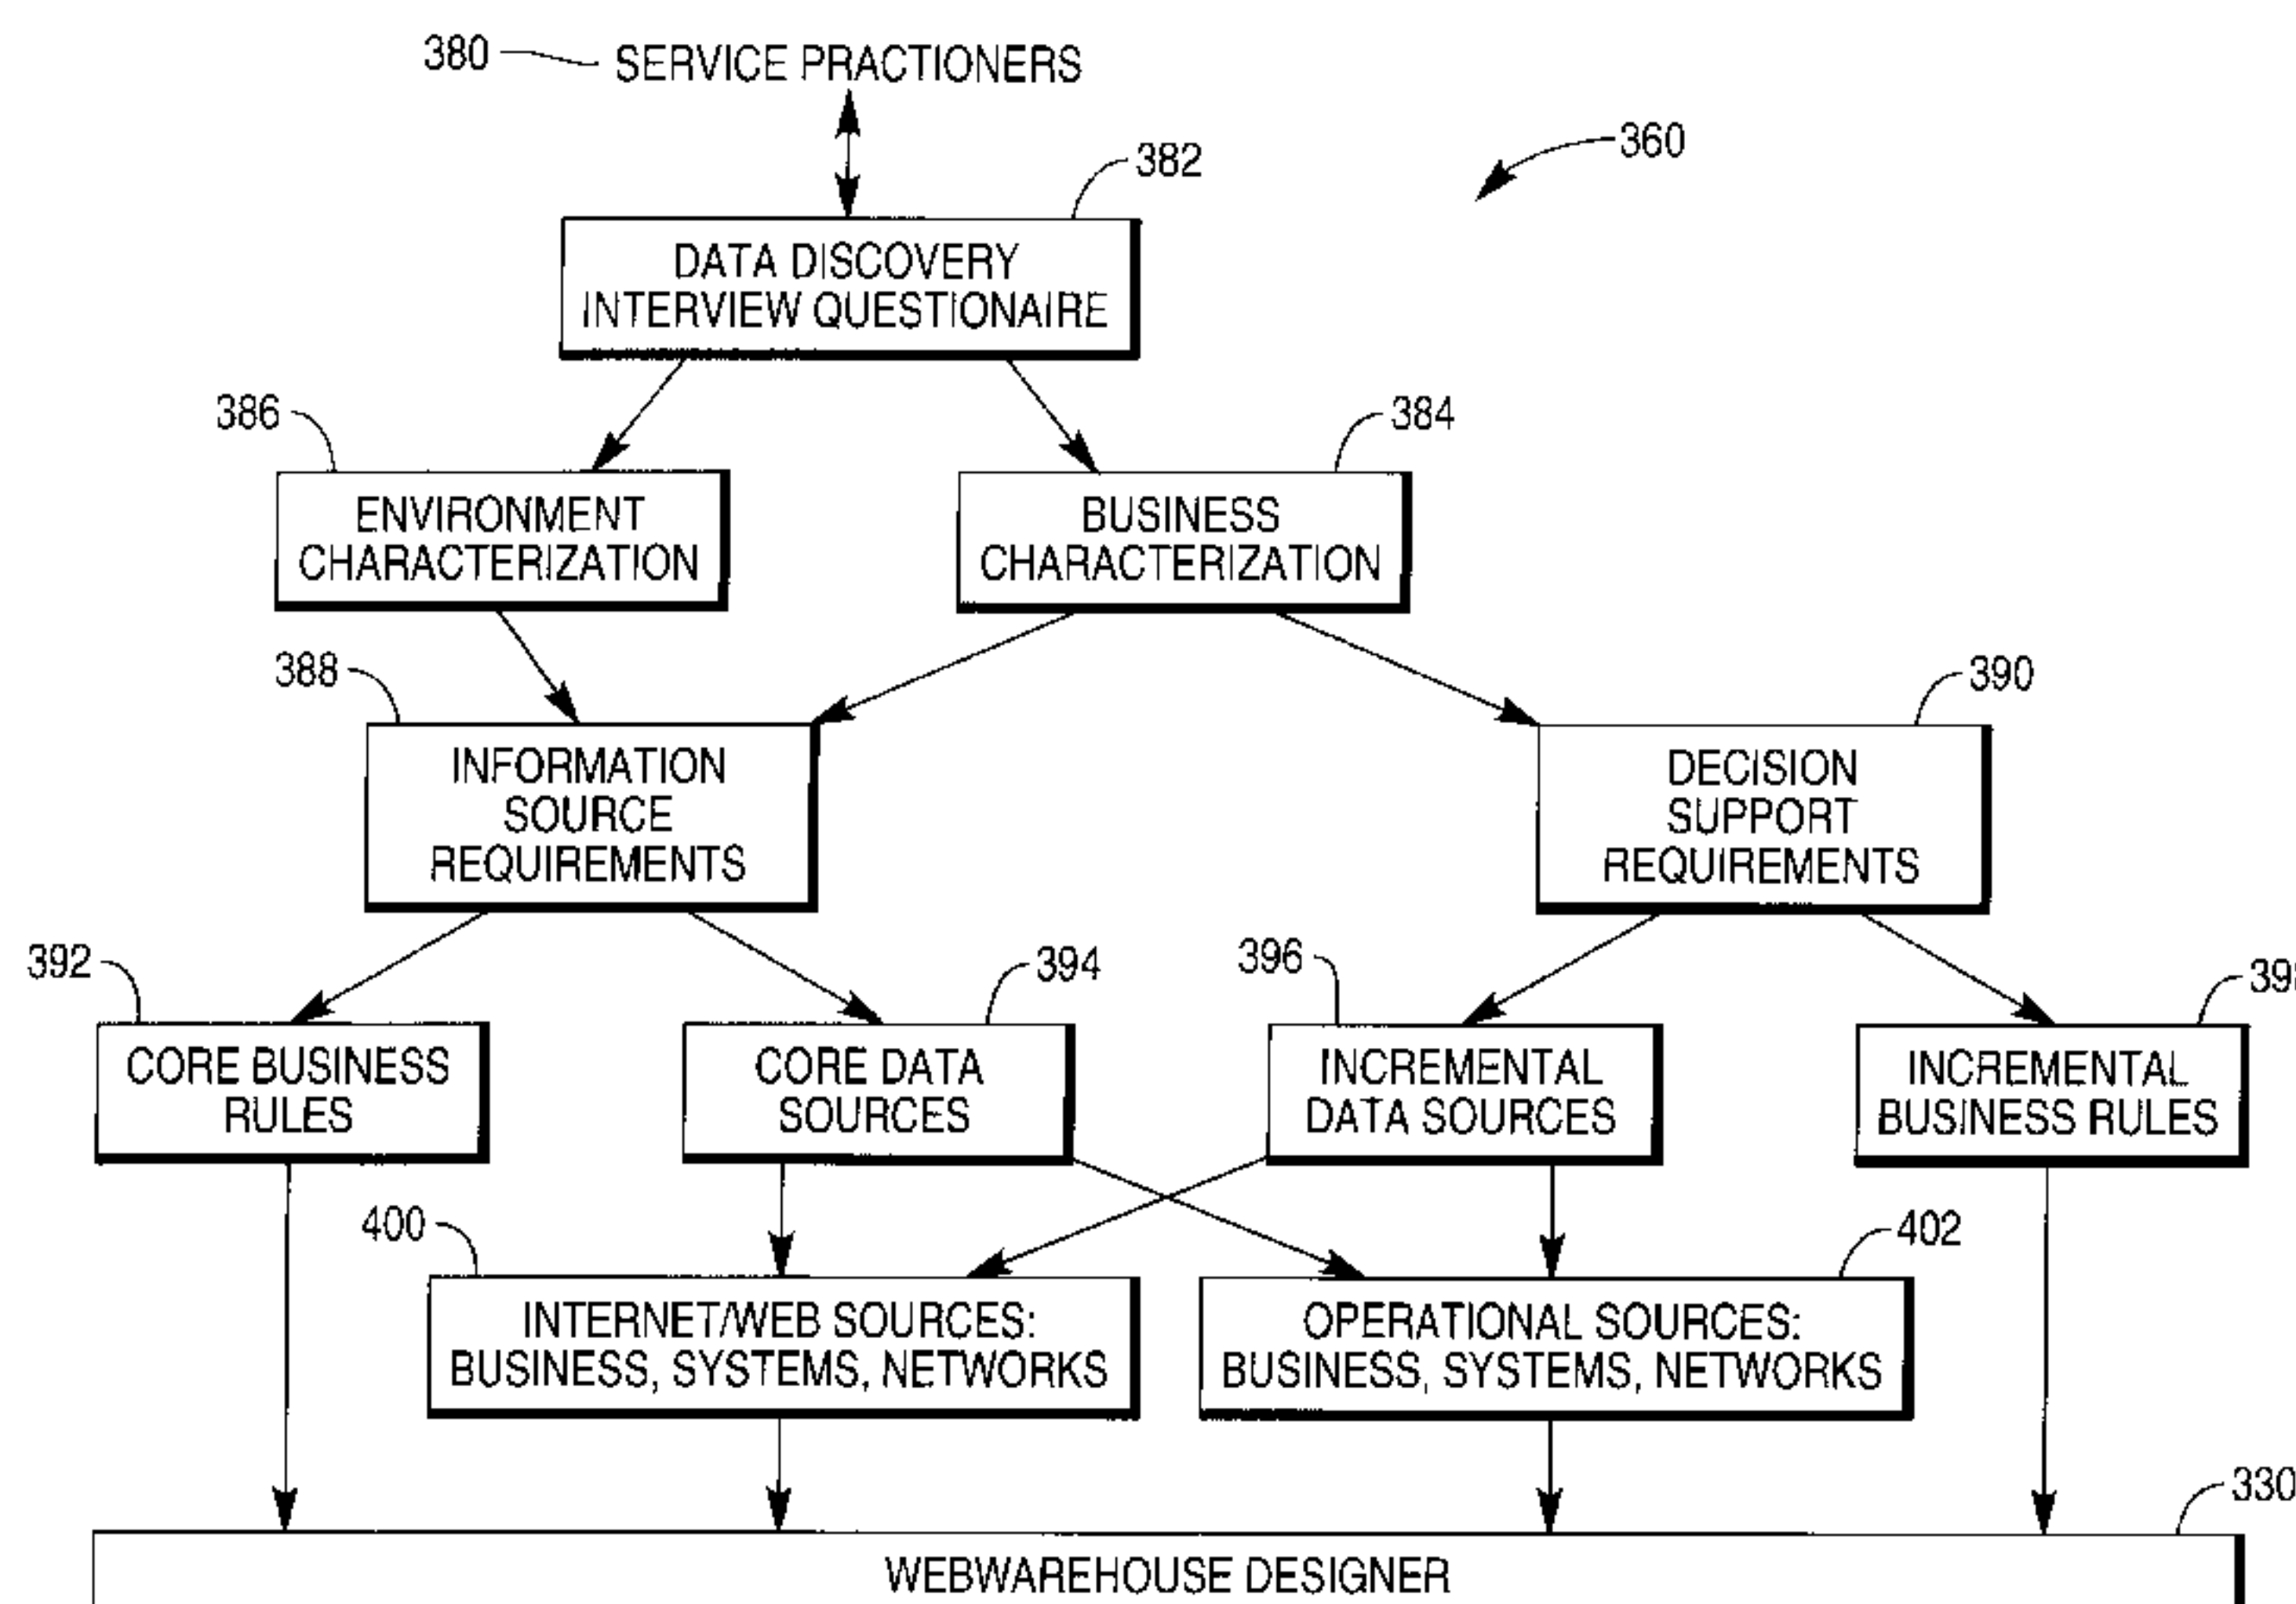 380
SERVICE PRACTIONERS
360
382
DATA DISCOVERY
INTERVIEW QUESTIONAIRE
386
384
ENVIRONMENT
CHARACTERIZATION
BUSINESS
CHARACTERIZATION
388
390
INFORMATION
SOURCE
REQUIREMENTS
DECISION
SUPPORT
REQUIREMENTS
392
394
396
CORE BUSINESS
RULES
CORE DATA
SOURCES
INCREMENTAL
DATA SOURCES
INCREMENTAL
BUSINESS RULES
400
402
INTERNET/WEB SOURCES:
BUSINESS, SYSTEMS, NETWORKS
OPERATIONAL SOURCES:
BUSINESS, SYSTEMS, NETWORKS
330
WEBWAREHOUSE DESIGNER